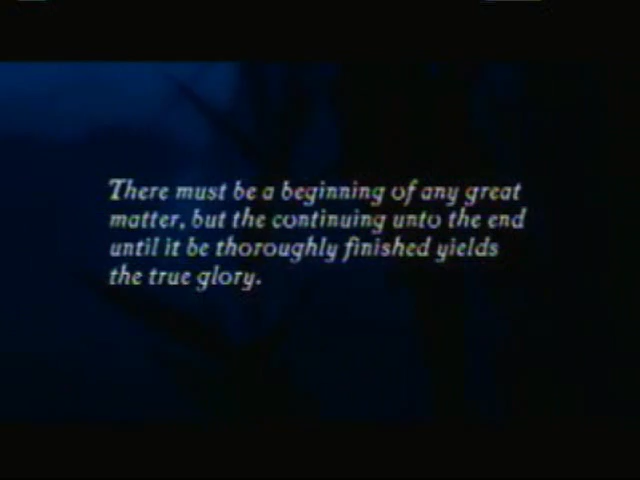 There must be a beginning of any great
matter, but the continuing unto the end
until it be thoroughly finished yields
the true glory.